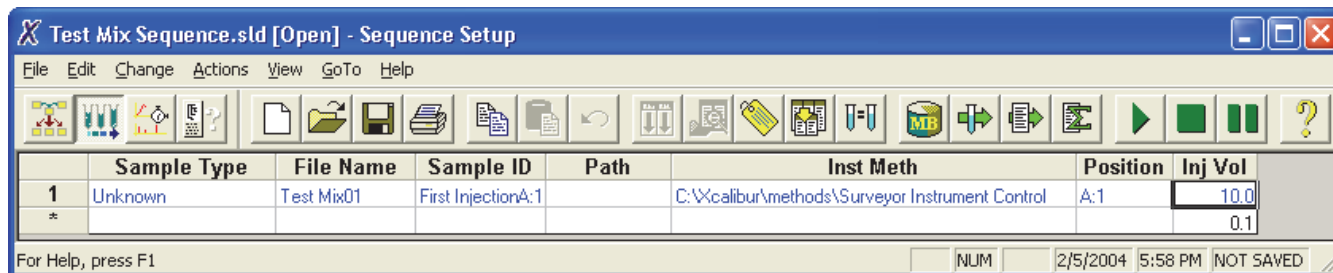 Test Mix Sequence.sld [Open] - Sequence Setup
File Edit Change Actions View GoTo Help
MB
Sample Type File Name Sample ID Path Inst Meth Position Inj Vol
1 Unknown Test Mix01 First InjectionA:1 C:\Xcalibur\methods\Surveyor Instrument Control A:1 10.0
* 0.1
For Help, press F1 NUM 2/5/2004 5:58 PM NOT SAVED